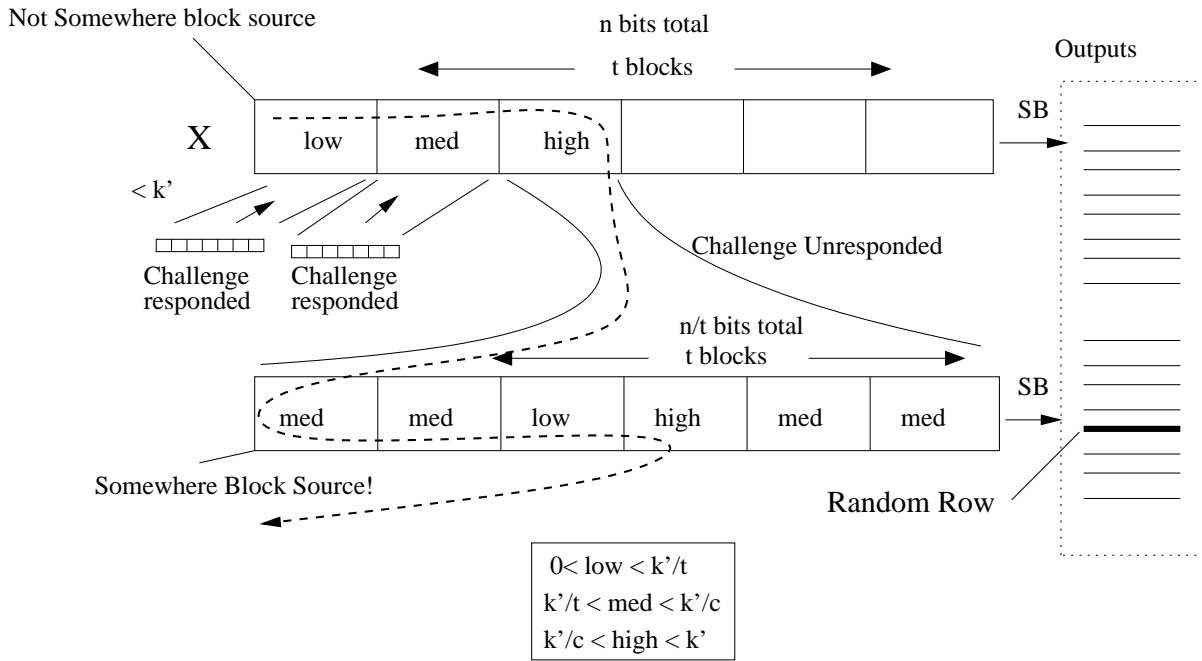 Not Somewhere block source
n bits total
Outputs
t blocks
SB
X
low med high
< k’
Challenge
responded
Challenge
responded
Challenge Unresponded
n/t bits total
t blocks
SB
med med low high med med
Somewhere Block Source!
Random Row
0< low < k’/t
k’/t < med < k’/c
k’/c < high < k’